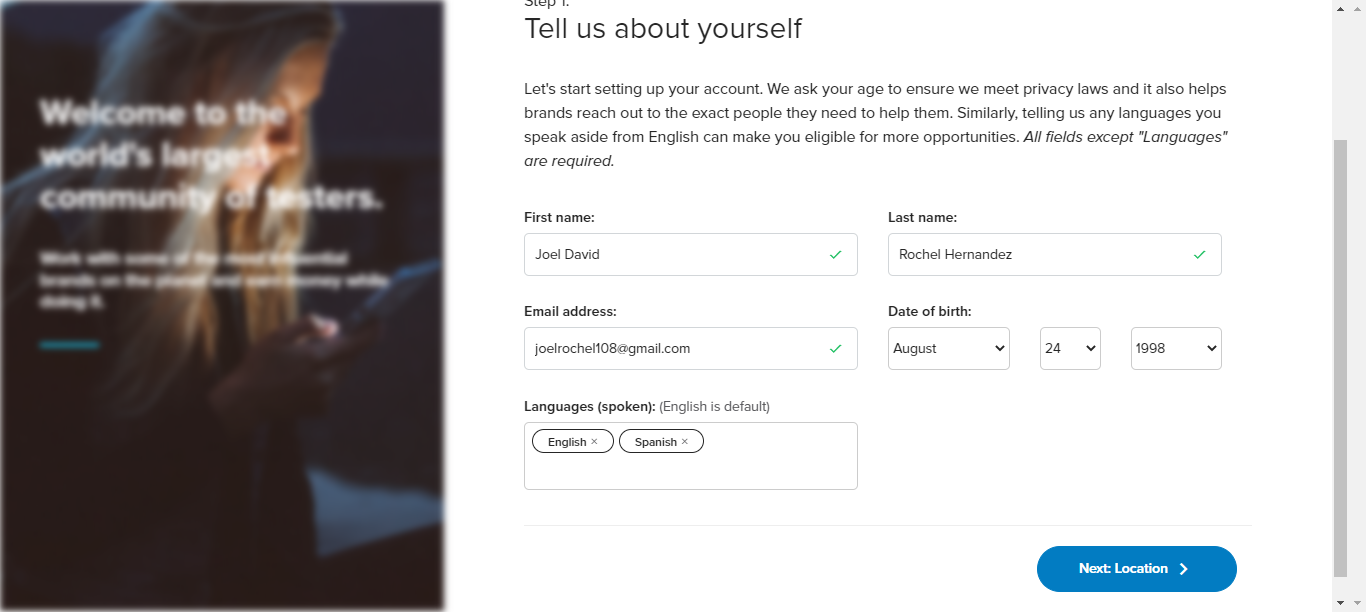 Step 1:
Tell us about yourself
Welcome to the
world's largest
community of testers.
Work with some of the most influential
brands on the planet and earn money while
doing it.
Let's start setting up your account. We ask your age to ensure we meet privacy laws and it also helps
brands reach out to the exact people they need to help them. Similarly, telling us any languages you
speak aside from English can make you eligible for more opportunities. All fields except "Languages"
are required.
First name:
Last name:
Joel David
Rochel Hernandez
Email address:
Date of birth:
joelrochel108@gmail.com
August
24
1998
Languages (spoken): (English is default)
English ×
Spanish ×
Next: Location